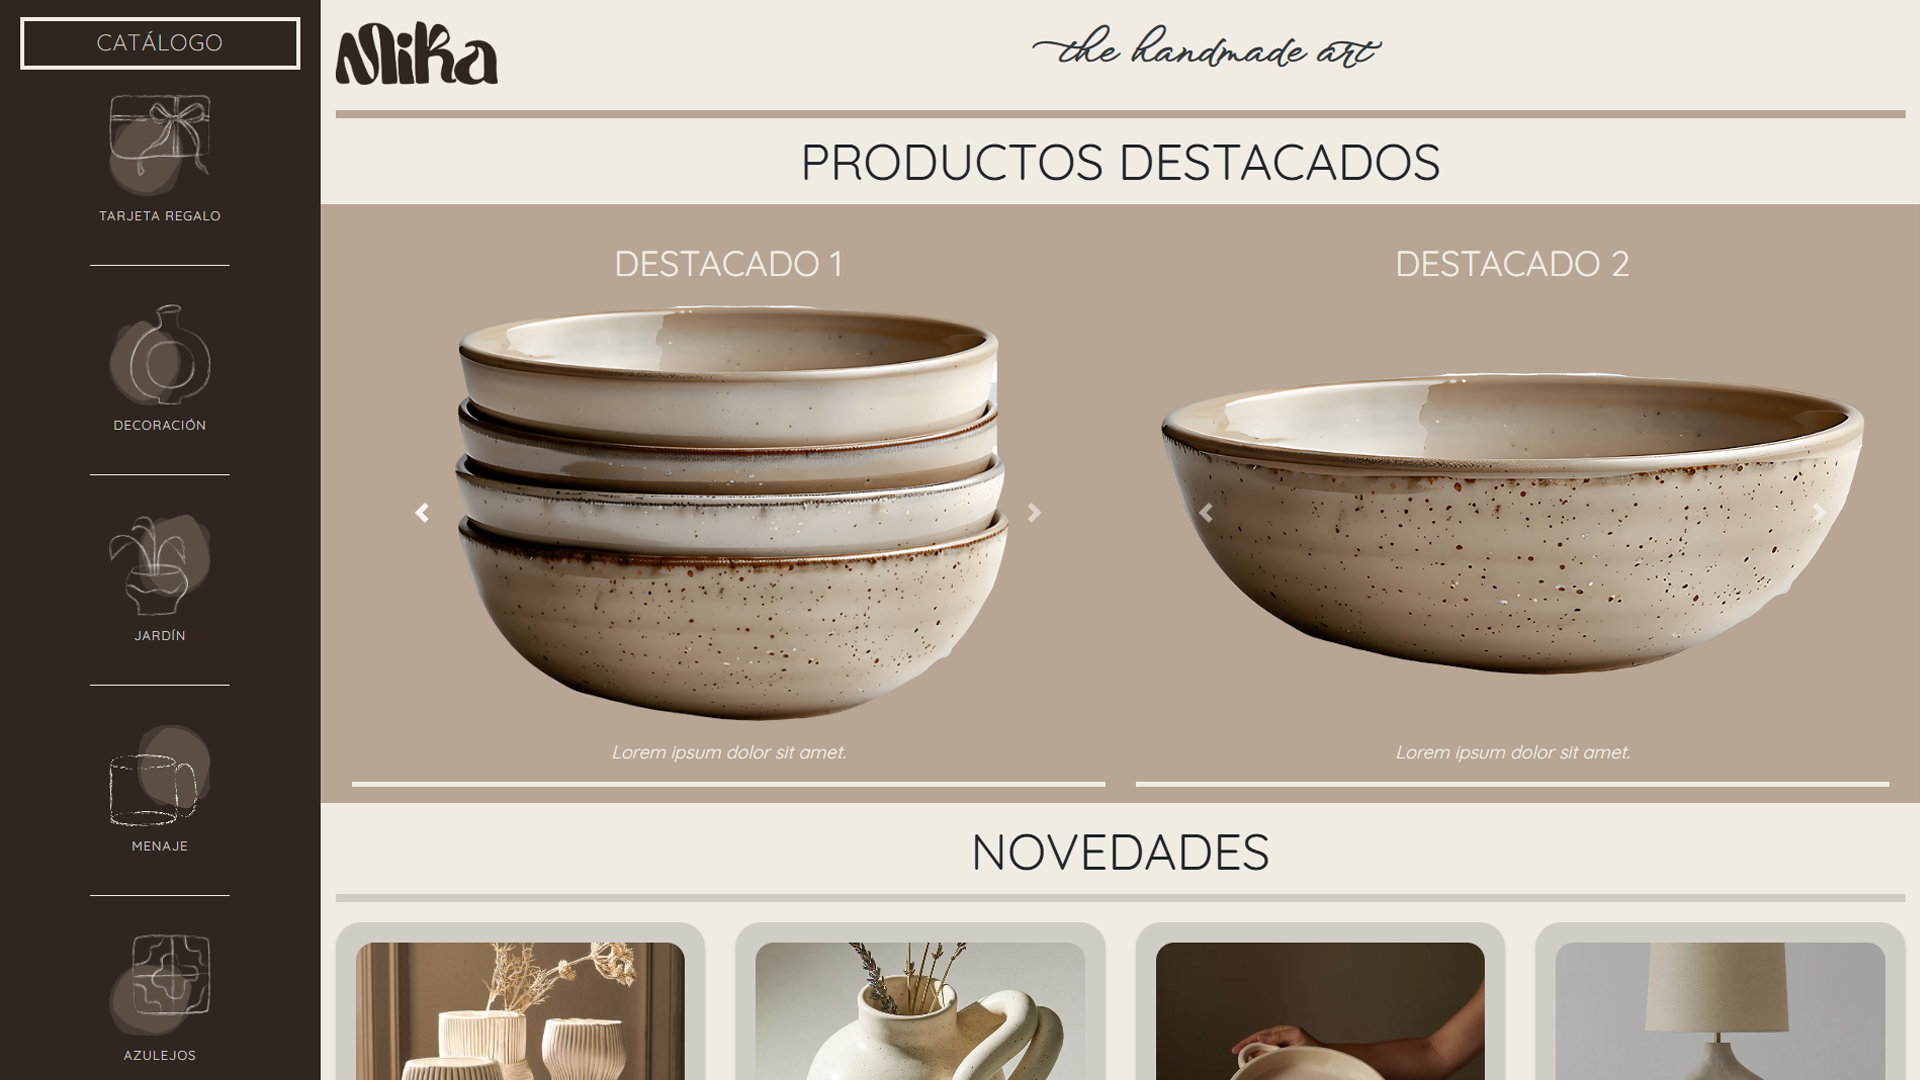 CATÁLOGO
TARJETA REGALO
DECORACIÓN
JARDÍN
MENAJE
AZULEJOS
Mika
the handmade art
PRODUCTOS DESTACADOS
DESTACADO 1
Lorem ipsum dolor sit amet.
DESTACADO 2
Lorem ipsum dolor sit amet.
NOVEDADES